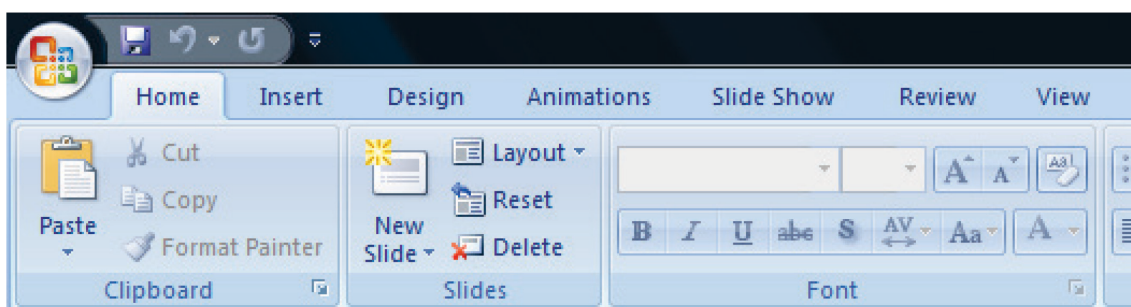 Home Insert Design Animations Slide Show Review View
Cut
Layout
Copy
Reset
Paste
New
Slide
Format Painter
Delete
A A Aa
B I U abc S AV Aa A
Clipboard
Slides
Font